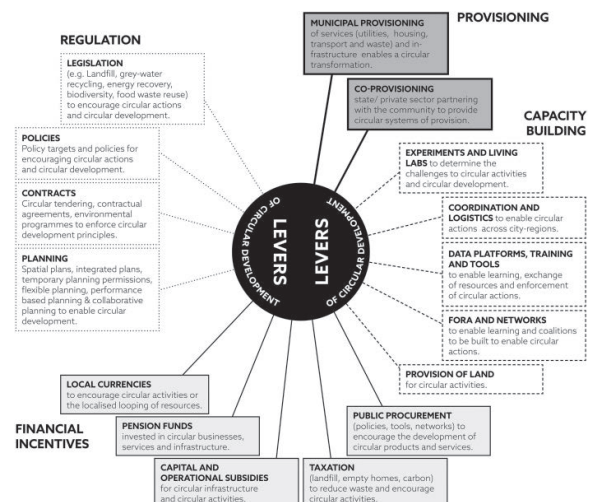 REGULATION
LEGISLATION
(e.g. Landfill, grey-water
recycling, energy recovery,
biodiversity, food waste reuse)
to encourage circular actions
and circular development.
POLICIES
Policy targets and policies for
encouraging circular actions
and circular development.
CONTRACTS
Circular tendering, contractual
agreements, environmental
programmes to enforce circular
development principles.
PLANNING
Spatial plans, integrated plans,
temporary planning permissions,
flexible planning, performance
based planning & collaborative
planning to enable circular
development.
PROVISIONING
MUNICIPAL PROVISIONING
of services (utilities, housing,
transport and waste) and in-
frastructure enables a circular
transformation.
CO-PROVISIONING
state/ private sector partnering
with the community to provide
circular systems of provision.
CAPACITY
BUILDING
EXPERIMENTS AND LIVING
LABS to determine the
challenges to circular activities
and circular development.
COORDINATION AND
LOGISTICS to enable circular
actions across city-regions.
DATA PLATFORMS, TRAINING
AND TOOLS
to enable learning, exchange
of resources and enforcement
of circular actions.
FORA AND NETWORKS
to enable learning and coalitions
to be built to enable circular
actions.
PROVISION OF LAND
for circular activities.
LEVERS
OF CIRCULAR DEVELOPMENT
LEVERS
OF CIRCULAR DEVELOPMENT
FINANCIAL
INCENTIVES
LOCAL CURRENCIES
to encourage circular activities or
the localised looping of resources.
PENSION FUNDS
invested in circular businesses,
services and infrastructure.
CAPITAL AND
OPERATIONAL SUBSIDIES
for circular infrastructure
and circular activities.
PUBLIC PROCUREMENT
(policies, tools, networks) to
encourage the development of
circular products and services.
TAXATION
(landfill, empty homes, carbon)
to reduce waste and encourage
circular activities.